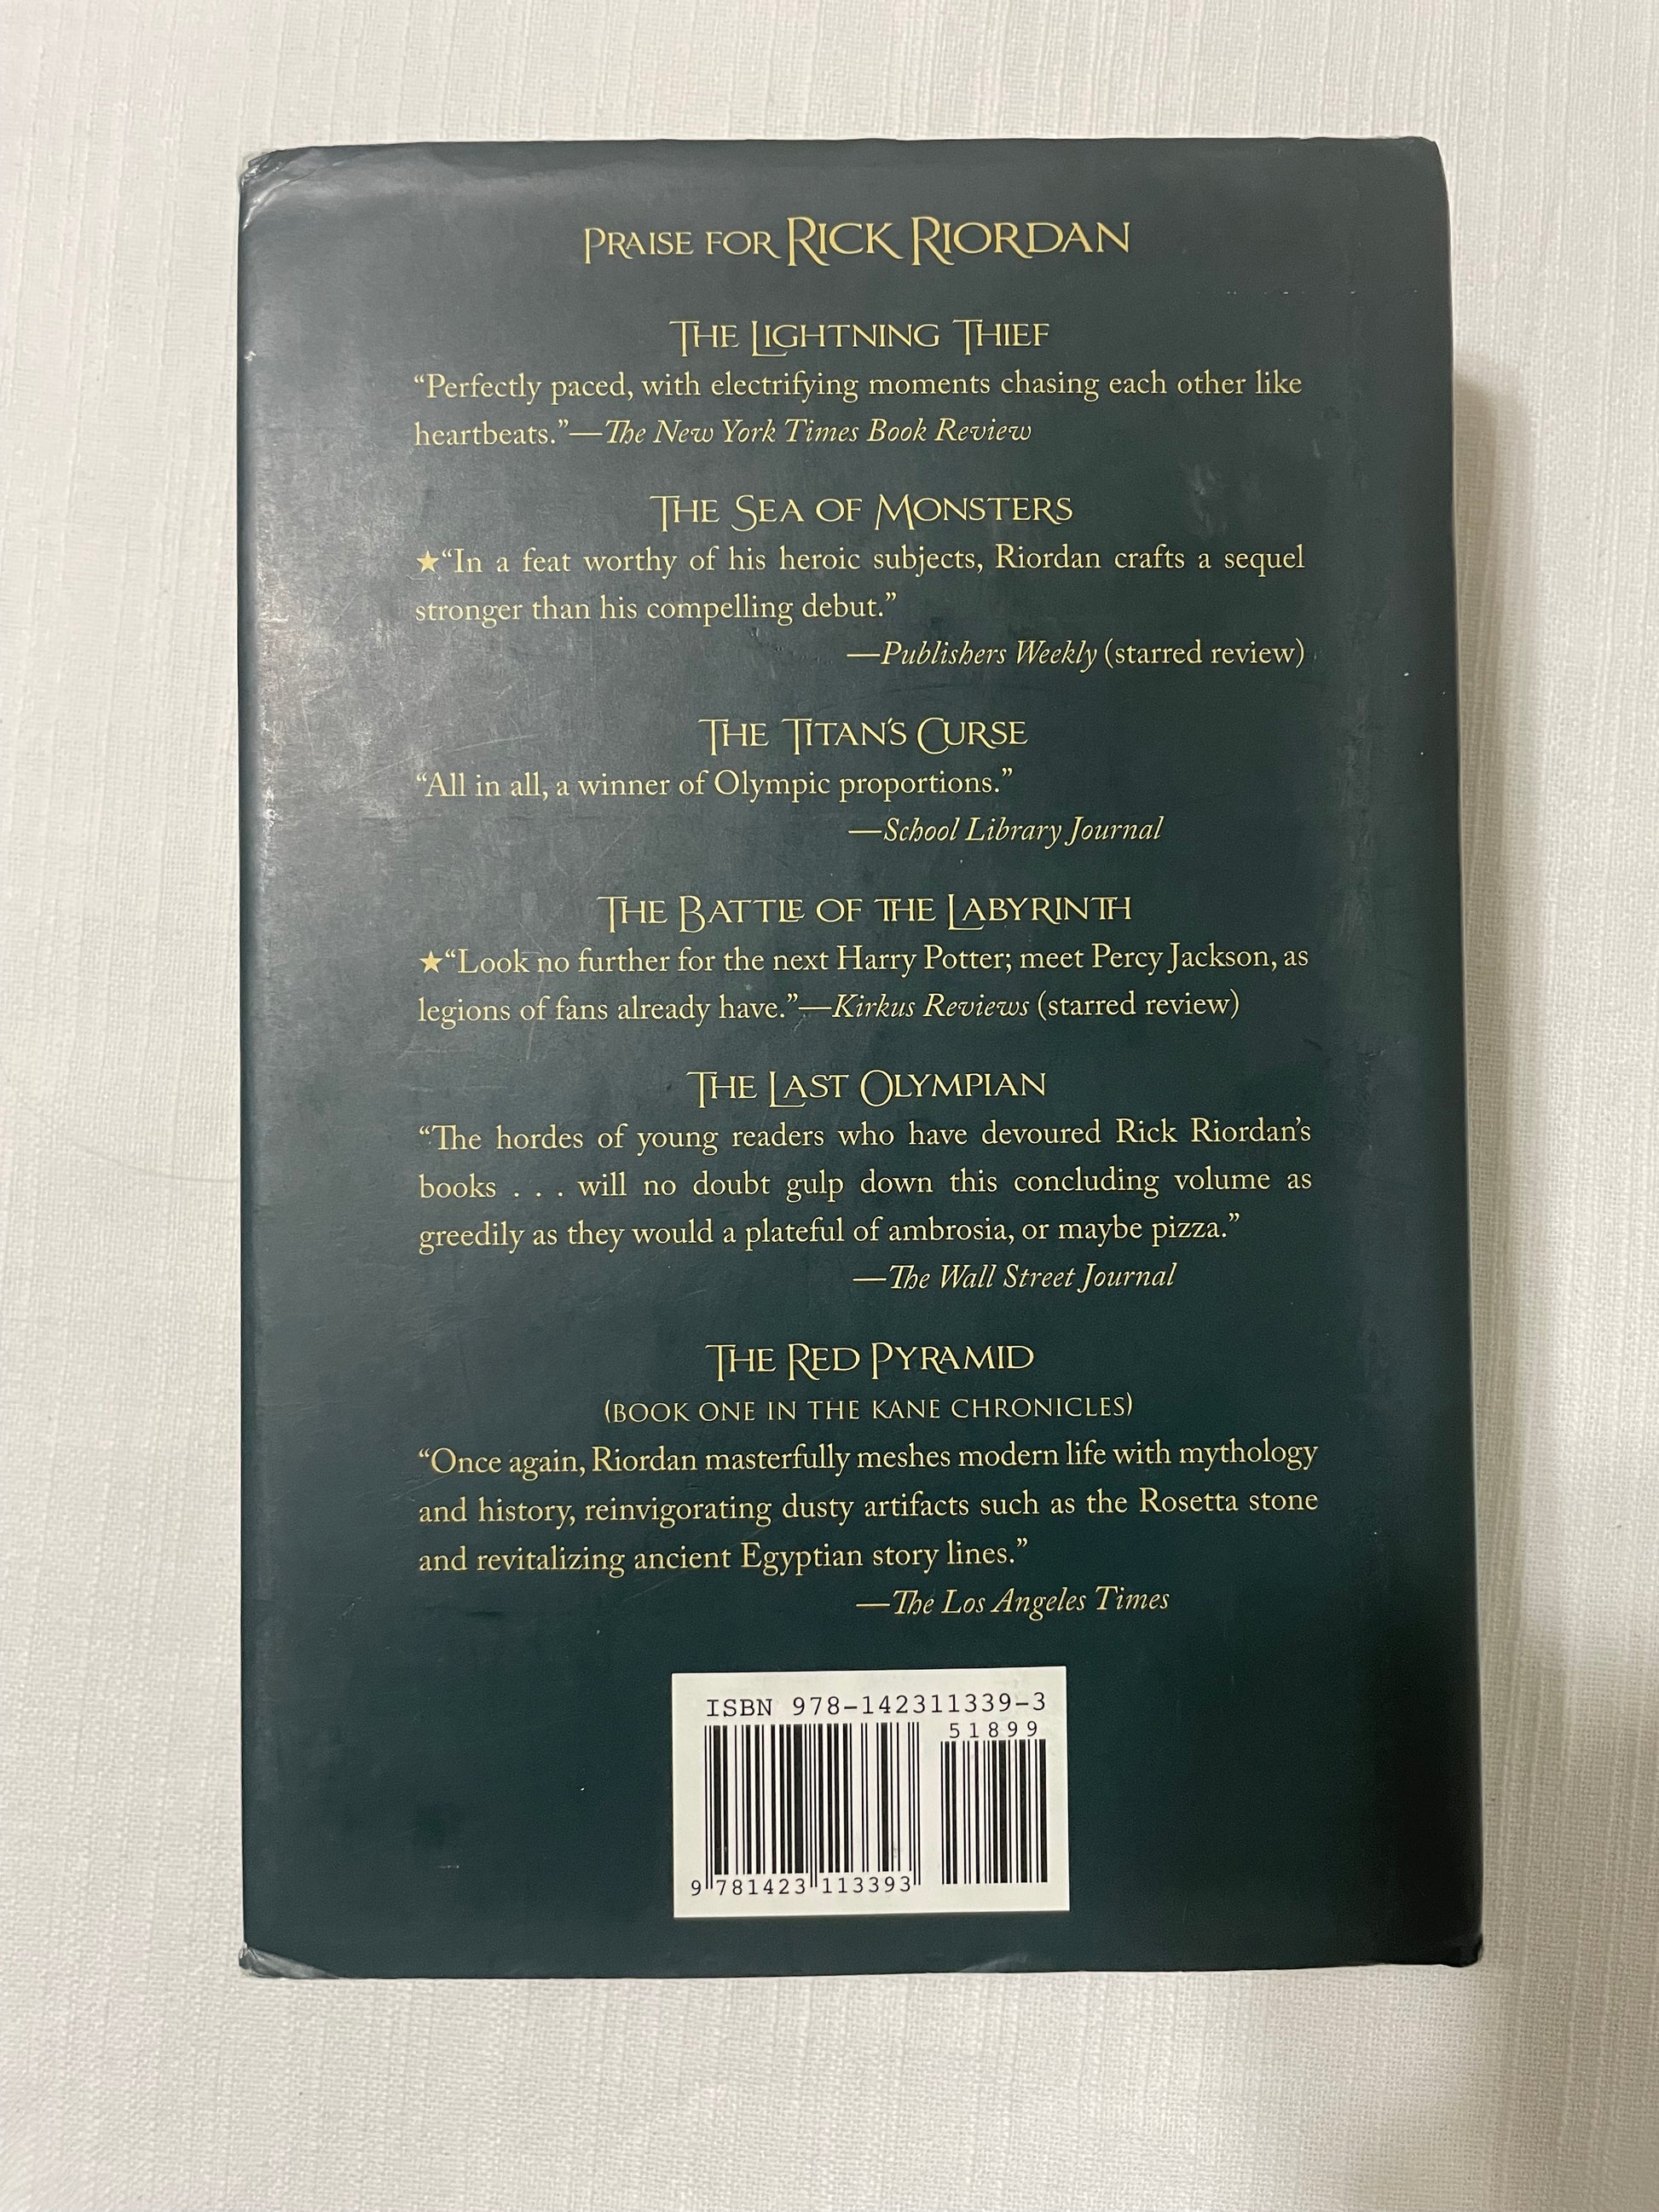 PRAISE FOR RICK RIORDAN
THE LIGHTNING THIEF
“Perfectly paced, with electrifying moments chasing each other like
heartbeats.”—The New York Times Book Review
THE SEA OF MONSTERS
★“In a feat worthy of his heroic subjects, Riordan crafts a sequel
stronger than his compelling debut.”
—Publishers Weekly (starred review)
THE TITAN’S CURSE
“All in all, a winner of Olympic proportions.”
—School Library Journal
THE BATTLE OF THE LABYRINTH
★“Look no further for the next Harry Potter; meet Percy Jackson, as
legions of fans already have.”—Kirkus Reviews (starred review)
THE LAST OLYMPIAN
“The hordes of young readers who have devoured Rick Riordan’s
books . . . will no doubt gulp down this concluding volume as
greedily as they would a plateful of ambrosia, or maybe pizza.”
—The Wall Street Journal
THE RED PYRAMID
(BOOK ONE IN THE KANE CHRONICLES)
“Once again, Riordan masterfully meshes modern life with mythology
and history, reinvigorating dusty artifacts such as the Rosetta stone
and revitalizing ancient Egyptian story lines.”
—The Los Angeles Times
ISBN 978-142311339-3
51899
9 781423 113393